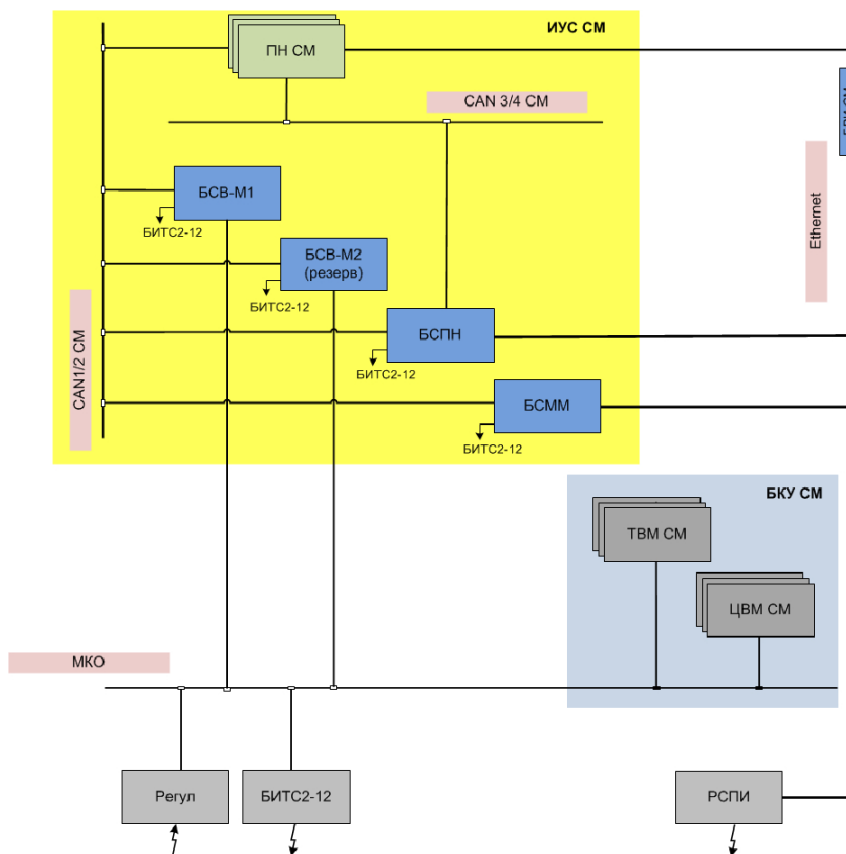 ИУС СМ
ПН СМ
CAN 3/4 СМ
Ethernet
БСВ-М1
БИТС2-12
БСВ-М2
(резерв)
БИТС2-12
CAN1/2 СМ
БСПН
БИТС2-12
БСММ
БИТС2-12
БКУ СМ
ТВМ СМ
ЦВМ СМ
МКО
Регул
БИТС2-12
РСПИ